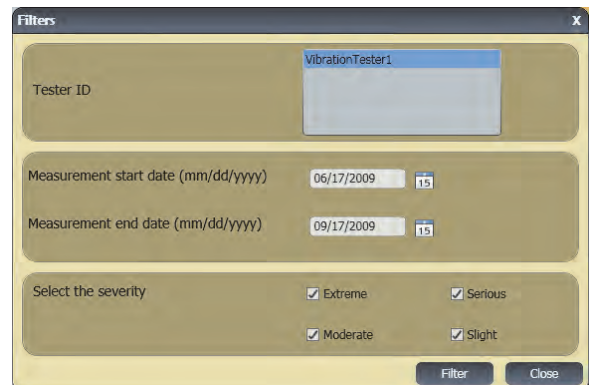 Filters X
VibrationTester1
Tester ID
Measurement start date (mm/dd/yyyy) 06/17/2009 15
Measurement end date (mm/dd/yyyy) 09/17/2009 15
Select the severity Extreme Serious
Moderate Slight
Filter Close